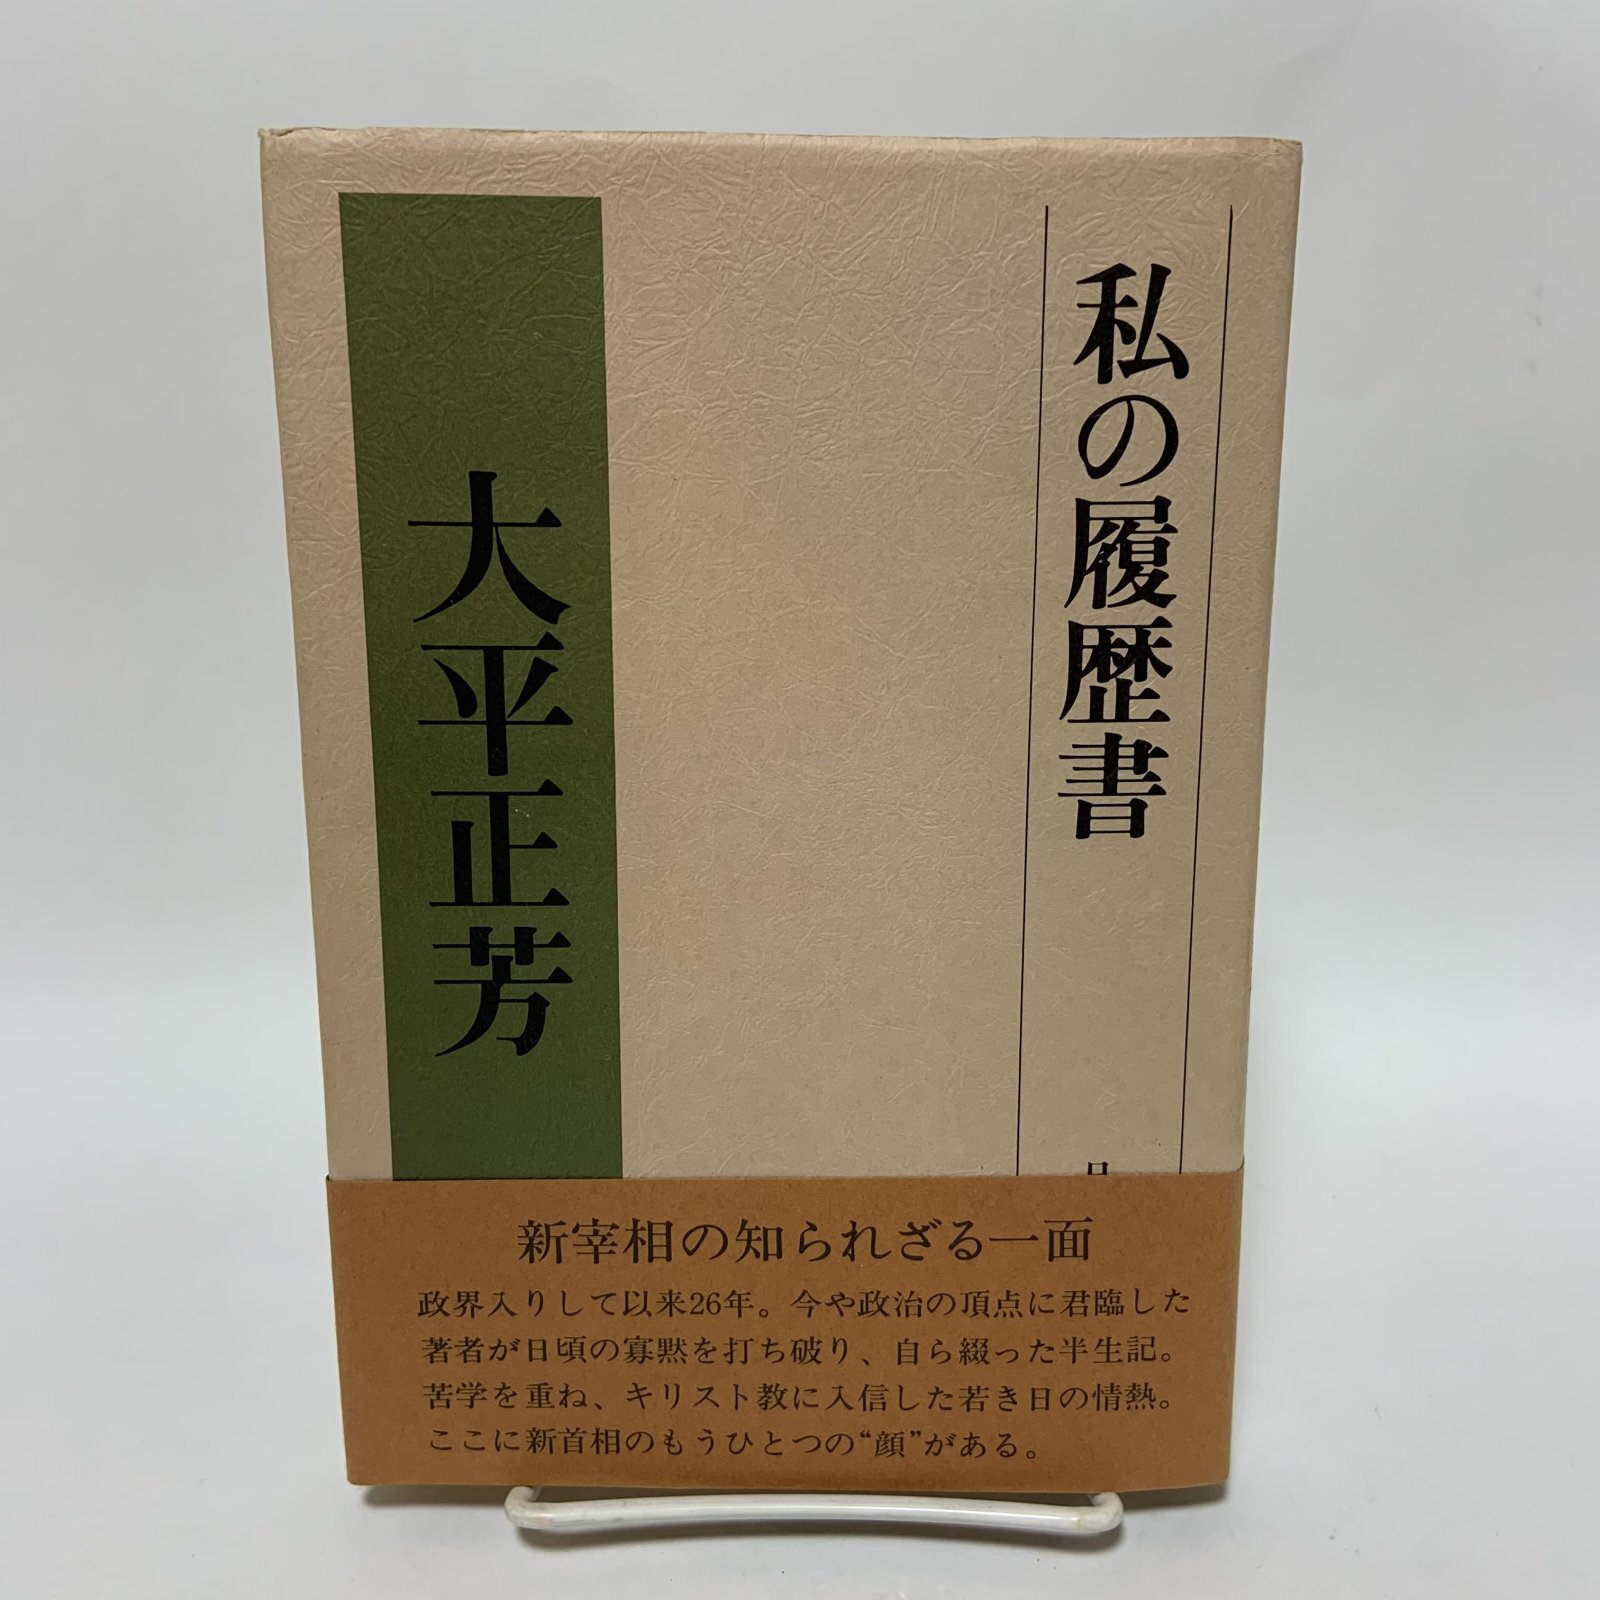 私の履歴書
大平正芳
新宰相の知られざる一面
政界入りして以来26年。今や政治の頂点に君臨した
著者が日頃の寡黙を打ち破り、自ら綴った半生記。
苦学を重ね、キリスト教に入信した若き日の情熱。
ここに新首相のもうひとつの“顔”がある。